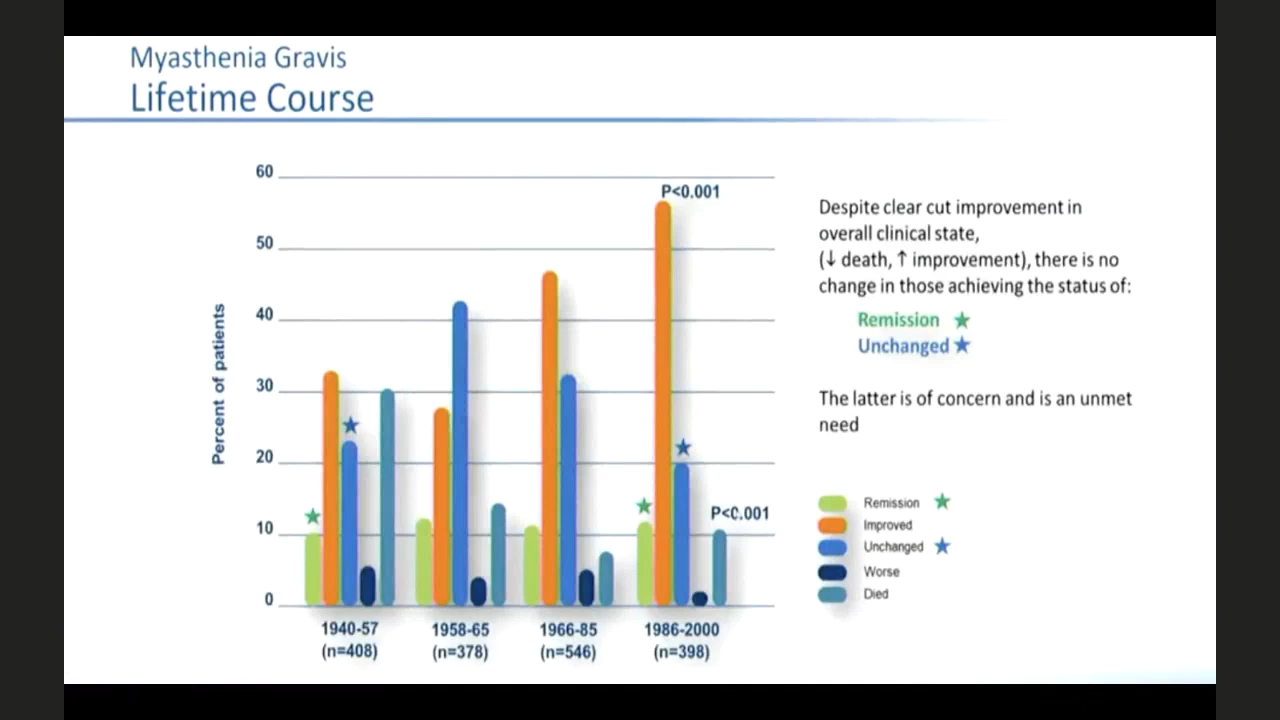 Myasthenia Gravis
Lifetime Course
60
50
40
30
20
10
0
Percent of patients
P<0.001
P<0.001
1940-57
(n=408)
1958-65
(n=378)
1966-85
(n=546)
1986-2000
(n=398)
Despite clear cut improvement in
overall clinical state,
(↓ death, ↑ improvement), there is no
change in those achieving the status of:
Remission ★
Unchanged ★
The latter is of concern and is an unmet
need
Remission ★
Improved
Unchanged ★
Worse
Died